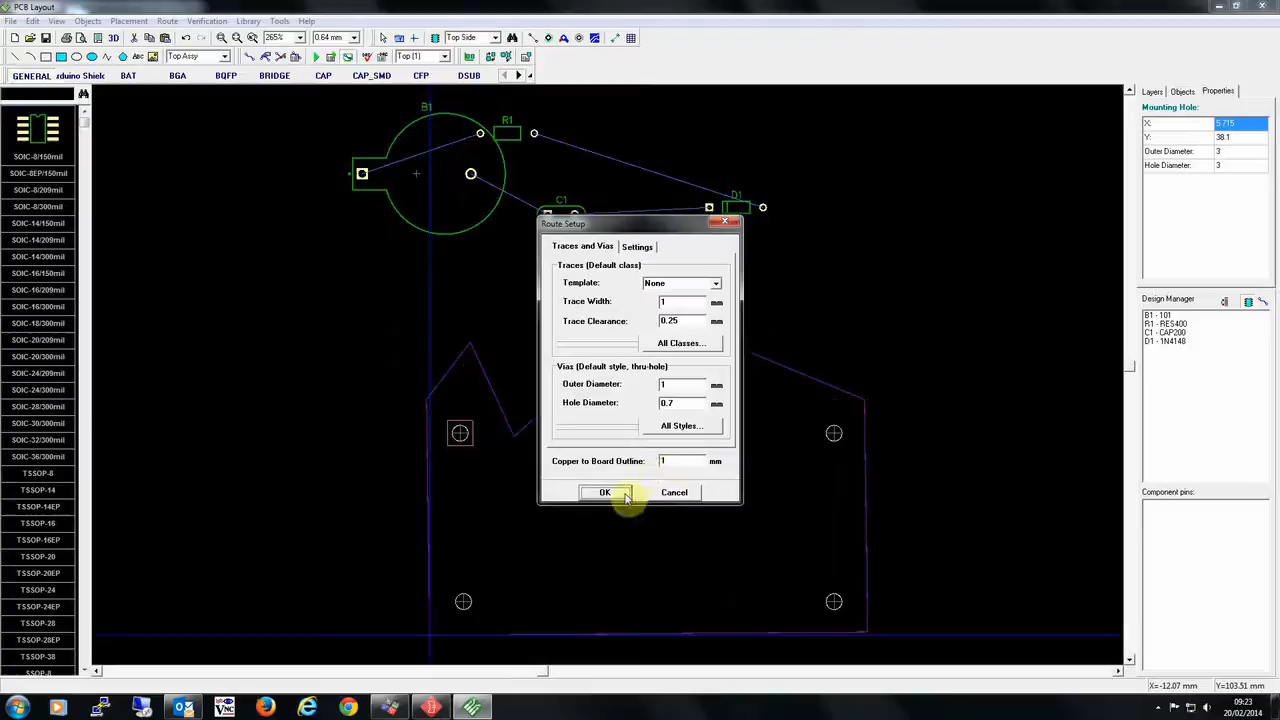 PCB Layout
File Edit View Objects Placement Route Verification Library Tools Help
3D 265% 0.64 mm Top Side
Abc Top Assy Top [1]
GENERAL rduino Shield BAT BGA BQFP BRIDGE CAP CAP_SMD CFP DSUB
Layers Objects Properties
Mounting Hole:
X: 5.715
Y: 38.1
Outer Diameter: 3
Hole Diameter: 3
Design Manager
B1 - 101
R1 - RES400
C1 - CAP200
D1 - 1N4148
Component pins:
SOIC-8/150mil
SOIC-8EP/150mil
SOIC-8/209mil
SOIC-8/300mil
SOIC-14/150mil
SOIC-14/209mil
SOIC-14/300mil
SOIC-16/150mil
SOIC-16/209mil
SOIC-16/300mil
SOIC-18/300mil
SOIC-20/209mil
SOIC-20/300mil
SOIC-24/209mil
SOIC-24/300mil
SOIC-28/300mil
SOIC-30/300mil
SOIC-32/300mil
SOIC-36/300mil
TSSOP-8
TSSOP-14
TSSOP-14EP
TSSOP-16
TSSOP-16EP
TSSOP-20
TSSOP-20EP
TSSOP-24
TSSOP-24EP
TSSOP-28
TSSOP-28EP
TSSOP-38
B1
R1
C1
D1
Route Setup
Traces and Vias Settings
Traces (Default class)
Template: None
Trace Width: 1 mm
Trace Clearance: 0.25 mm
All Classes...
Vias (Default style, thru-hole)
Outer Diameter: 1 mm
Hole Diameter: 0.7 mm
All Styles...
Copper to Board Outline: 1 mm
OK Cancel
X=-12.07 mm Y=103.51 mm
VNC
09:23
20/02/2014